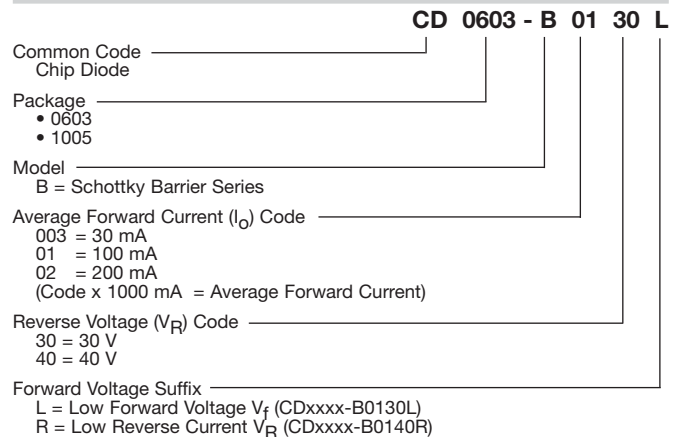 CD 0603 - B 01 30 L
Common Code
Chip Diode
Package
• 0603
• 1005
Model
B = Schottky Barrier Series
Average Forward Current (Io) Code
003 = 30 mA
01 = 100 mA
02 = 200 mA
(Code x 1000 mA = Average Forward Current)
Reverse Voltage (VR) Code
30 = 30 V
40 = 40 V
Forward Voltage Suffix
L = Low Forward Voltage Vf (CDxxxx-B0130L)
R = Low Reverse Current VR (CDxxxx-B0140R)